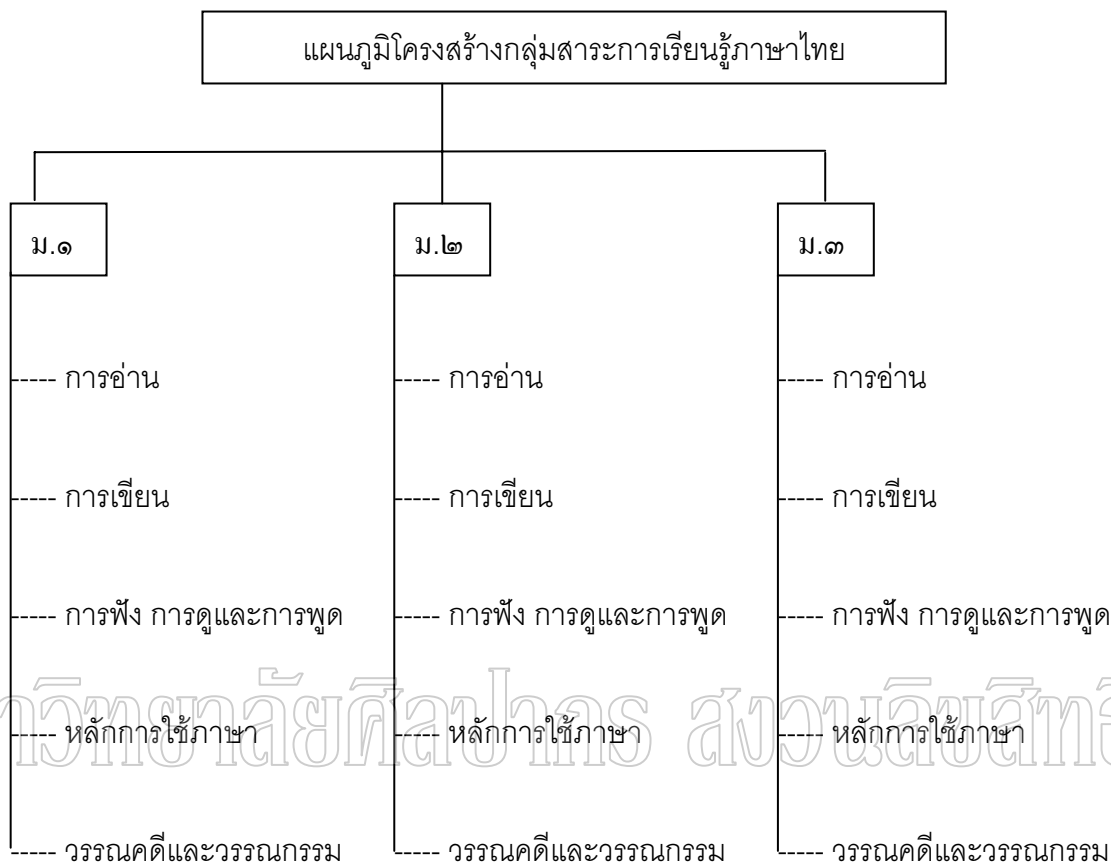 แผนภูมิโครงสร้างกลุ่มสาระการเรียนรู้ภาษาไทย
ม.๑
ม.๒
ม.๓
----- การอ่าน
----- การอ่าน
----- การอ่าน
----- การเขียน
----- การเขียน
----- การเขียน
----- การฟัง การดูและการพูด
----- การฟัง การดูและการพูด
----- การฟัง การดูและการพูด
วิทยาลัยศิลปากร สงวนลิขสิทธิ์
----- หลักการใช้ภาษา
----- หลักการใช้ภาษา
----- หลักการใช้ภาษา
----- วรรณคดีและวรรณกรรม
----- วรรณคดีและวรรณกรรม
----- วรรณคดีและวรรณกรรม